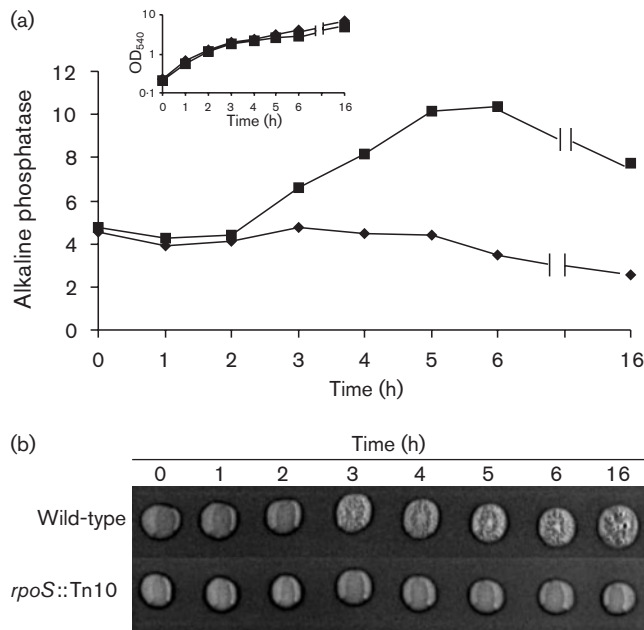 (a)
10
1
0·1
OD540
0 1 2 3 4 5 6 16
Time (h)
12
10
8
6
4
2
0
Alkaline phosphatase
0 1 2 3 4 5 6 16
Time (h)
(b)
Time (h)
0 1 2 3 4 5 6 16
Wild-type
rpoS::Tn10